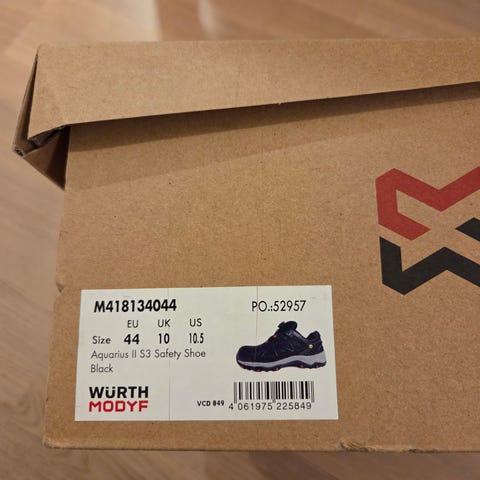 M418134044 PO.:52957
EU UK US
Size 44 10 10.5
Aquarius II S3 Safety Shoe
Black
WÜRTH
MODYF
VCD 849 4 061975 225849